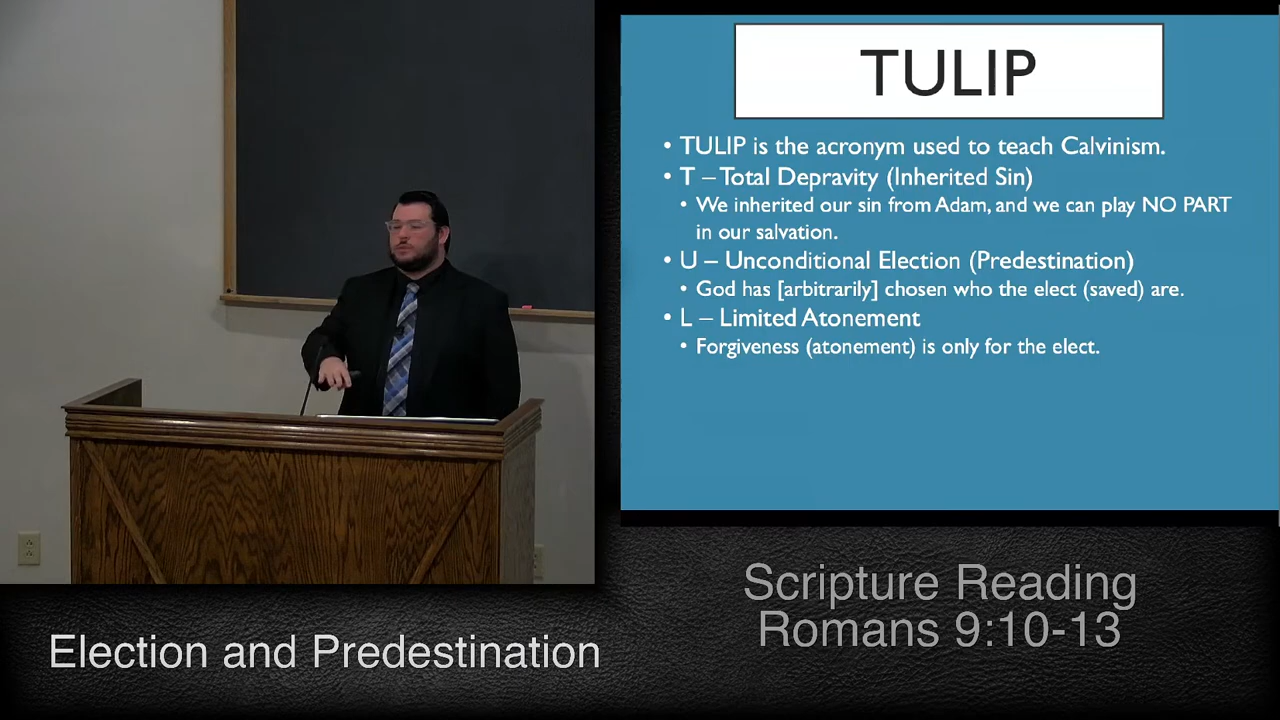 TULIP
• TULIP is the acronym used to teach Calvinism.
• T – Total Depravity (Inherited Sin)
• We inherited our sin from Adam, and we can play NO PART
in our salvation.
• U – Unconditional Election (Predestination)
• God has [arbitrarily] chosen who the elect (saved) are.
• L – Limited Atonement
• Forgiveness (atonement) is only for the elect.
Scripture Reading
Romans 9:10-13
Election and Predestination